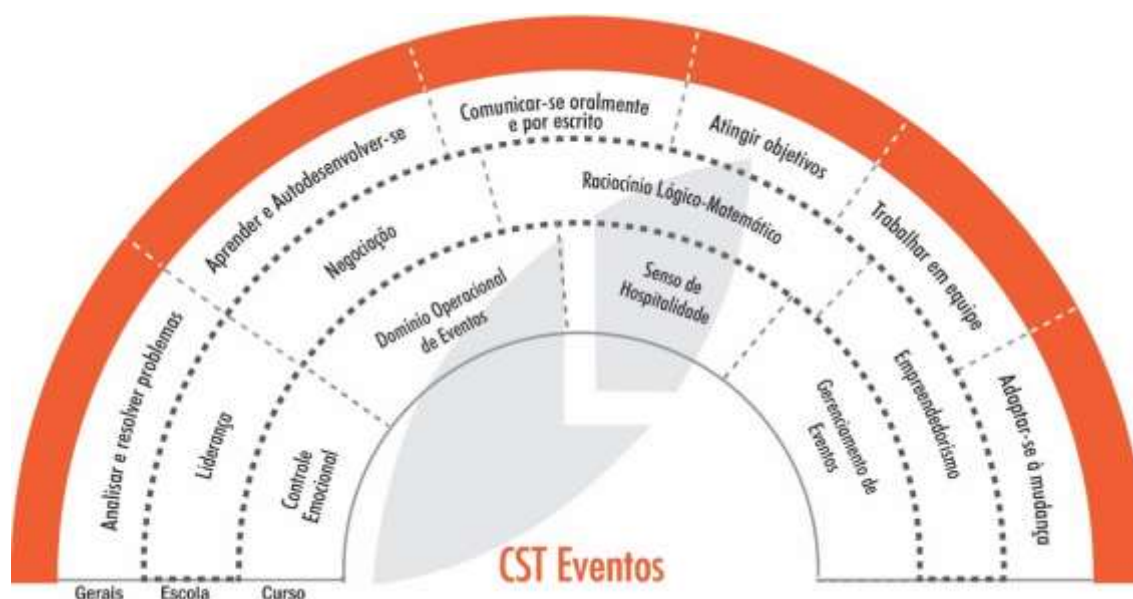 Analisar e resolver problemas
Aprender e Autodesenvolver-se
Comunicar-se oralmente
e por escrito
Atingir objetivos
Trabalhar em equipe
Adaptar-se à mudança
Liderança
Negociação
Raciocínio Lógico-Matemático
Empreendedorismo
Controle
Emocional
Domínio Operacional
de Eventos
Senso de
Hospitalidade
Gerenciamento de
Eventos
CST Eventos
Gerais
Escola
Curso